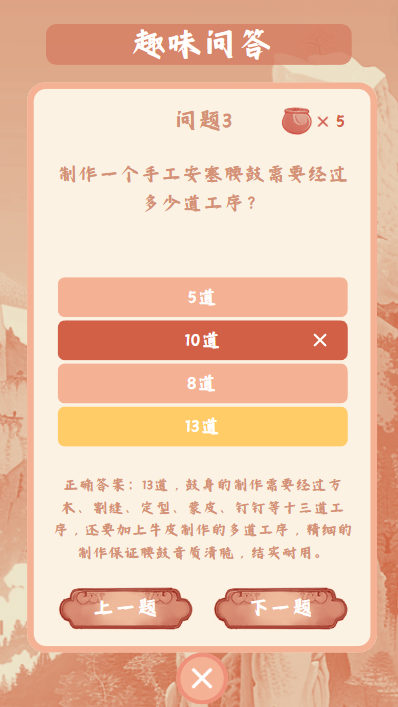 趣味问答
问题3
× 5
制作一个手工安塞腰鼓需要经过
多少道工序?
5道
10道
8道
13道
正确答案:13道,鼓身的制作需要经过方
木、割缝、定型、蒙皮、钉钉等十三道工
序,还要加上牛皮制作的多道工序,精细的
制作保证腰鼓音质清脆,结实耐用。
上一题
下一题